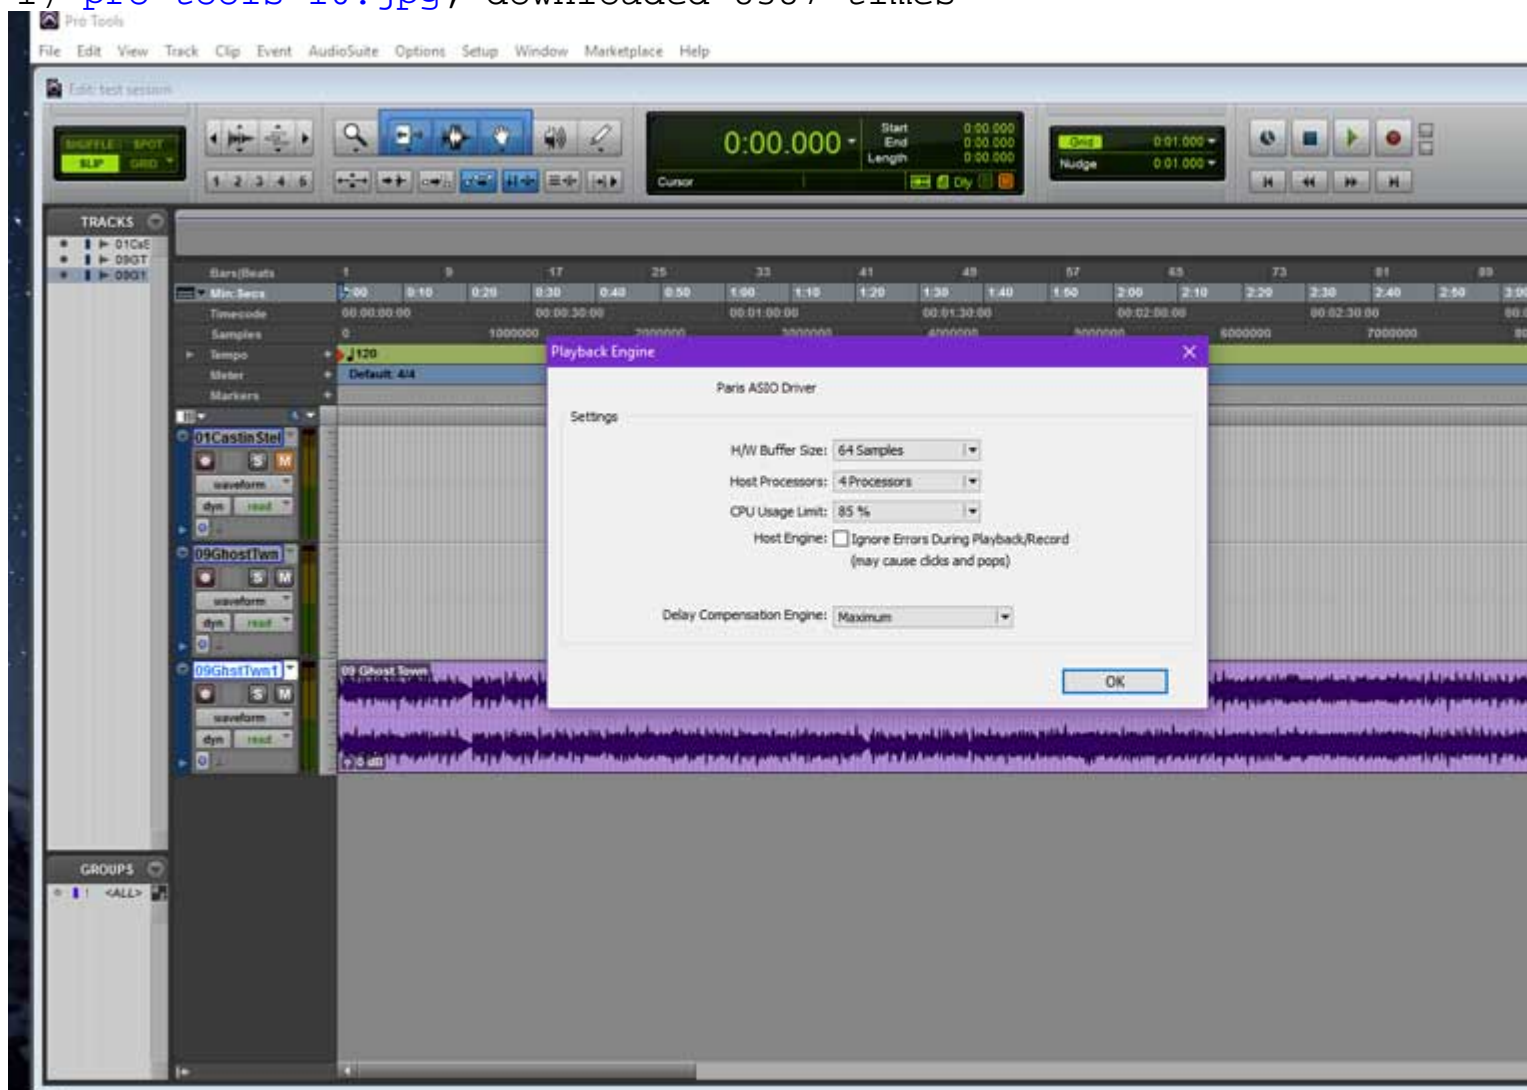 1) pro-tools-10.jpg, downloaded
times
Pro Tools
File Edit View Track Clip Event AudioSuite Options Setup Window Marketplace Help
Edit: test session
SHUFFLE SPOT
SLIP GRID
1 2 3 4 5
0:00.000
Start 0:00.000
End 0:00.000
Length 0:00.000
Cursor
Dly
Grid 0:01.000
Nudge 0:01.000
TRACKS
01CsS
09GT
09GT
Bars|Beats 1 9 17 25 33 41 49 57 65 73 81 89
Min:Secs 0:00 0:10 0:20 0:30 0:40 0:50 1:00 1:10 1:20 1:30 1:40 1:50 2:00 2:10 2:20 2:30 2:40 2:50 3:00
Timecode 00:00:00:00 00:00:30:00 00:01:00:00 00:01:30:00 00:02:00:00 00:02:30:00
Samples 0 1000000 2000000 3000000 4000000 5000000 6000000 7000000
Tempo 120
Meter Default: 4/4
Markers
Playback Engine
Paris ASIO Driver
Settings
H/W Buffer Size: 64 Samples
Host Processors: 4 Processors
CPU Usage Limit: 85 %
Host Engine: Ignore Errors During Playback/Record
(may cause clicks and pops)
Delay Compensation Engine: Maximum
OK
01CastinStel
S M
waveform
dyn read
09GhostTwn
S M
waveform
dyn read
09GhstTwn1
S M
waveform
dyn read
09 Ghost Town
0 dB
GROUPS
! <ALL>